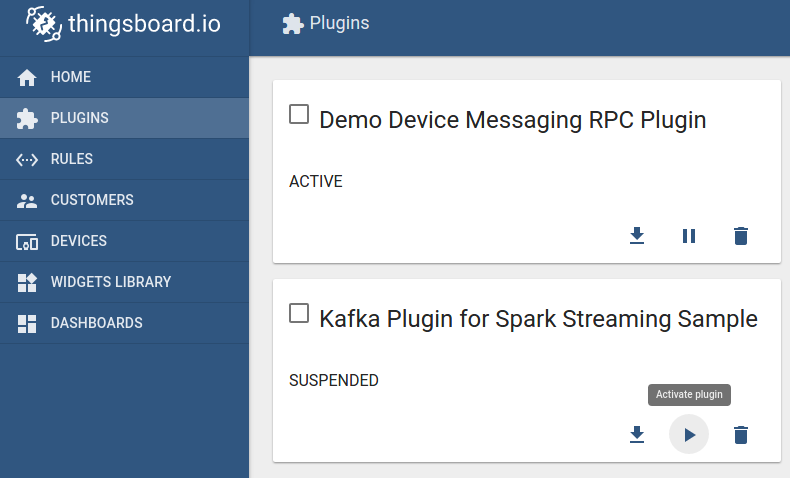 thingsboard.io
Plugins
HOME
PLUGINS
RULES
CUSTOMERS
DEVICES
WIDGETS LIBRARY
DASHBOARDS
Demo Device Messaging RPC Plugin
ACTIVE
Kafka Plugin for Spark Streaming Sample
SUSPENDED
Activate plugin